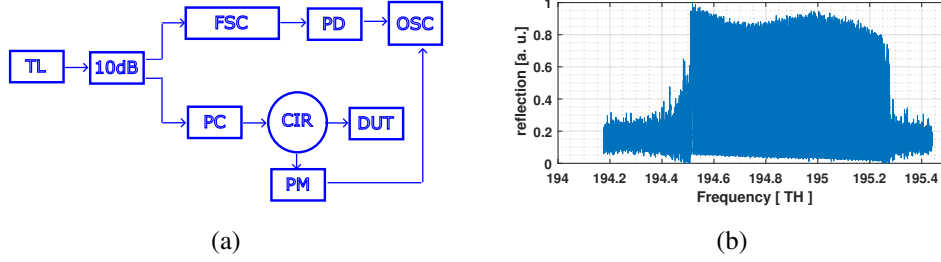 FSC
PD
OSC
TL
10dB
PC
CIR
DUT
PM
(a)
reflection [a. u.]
1
0.8
0.6
0.4
0.2
0
194 194.2 194.4 194.6 194.8 195 195.2 195.4
Frequency [ TH ]
(b)